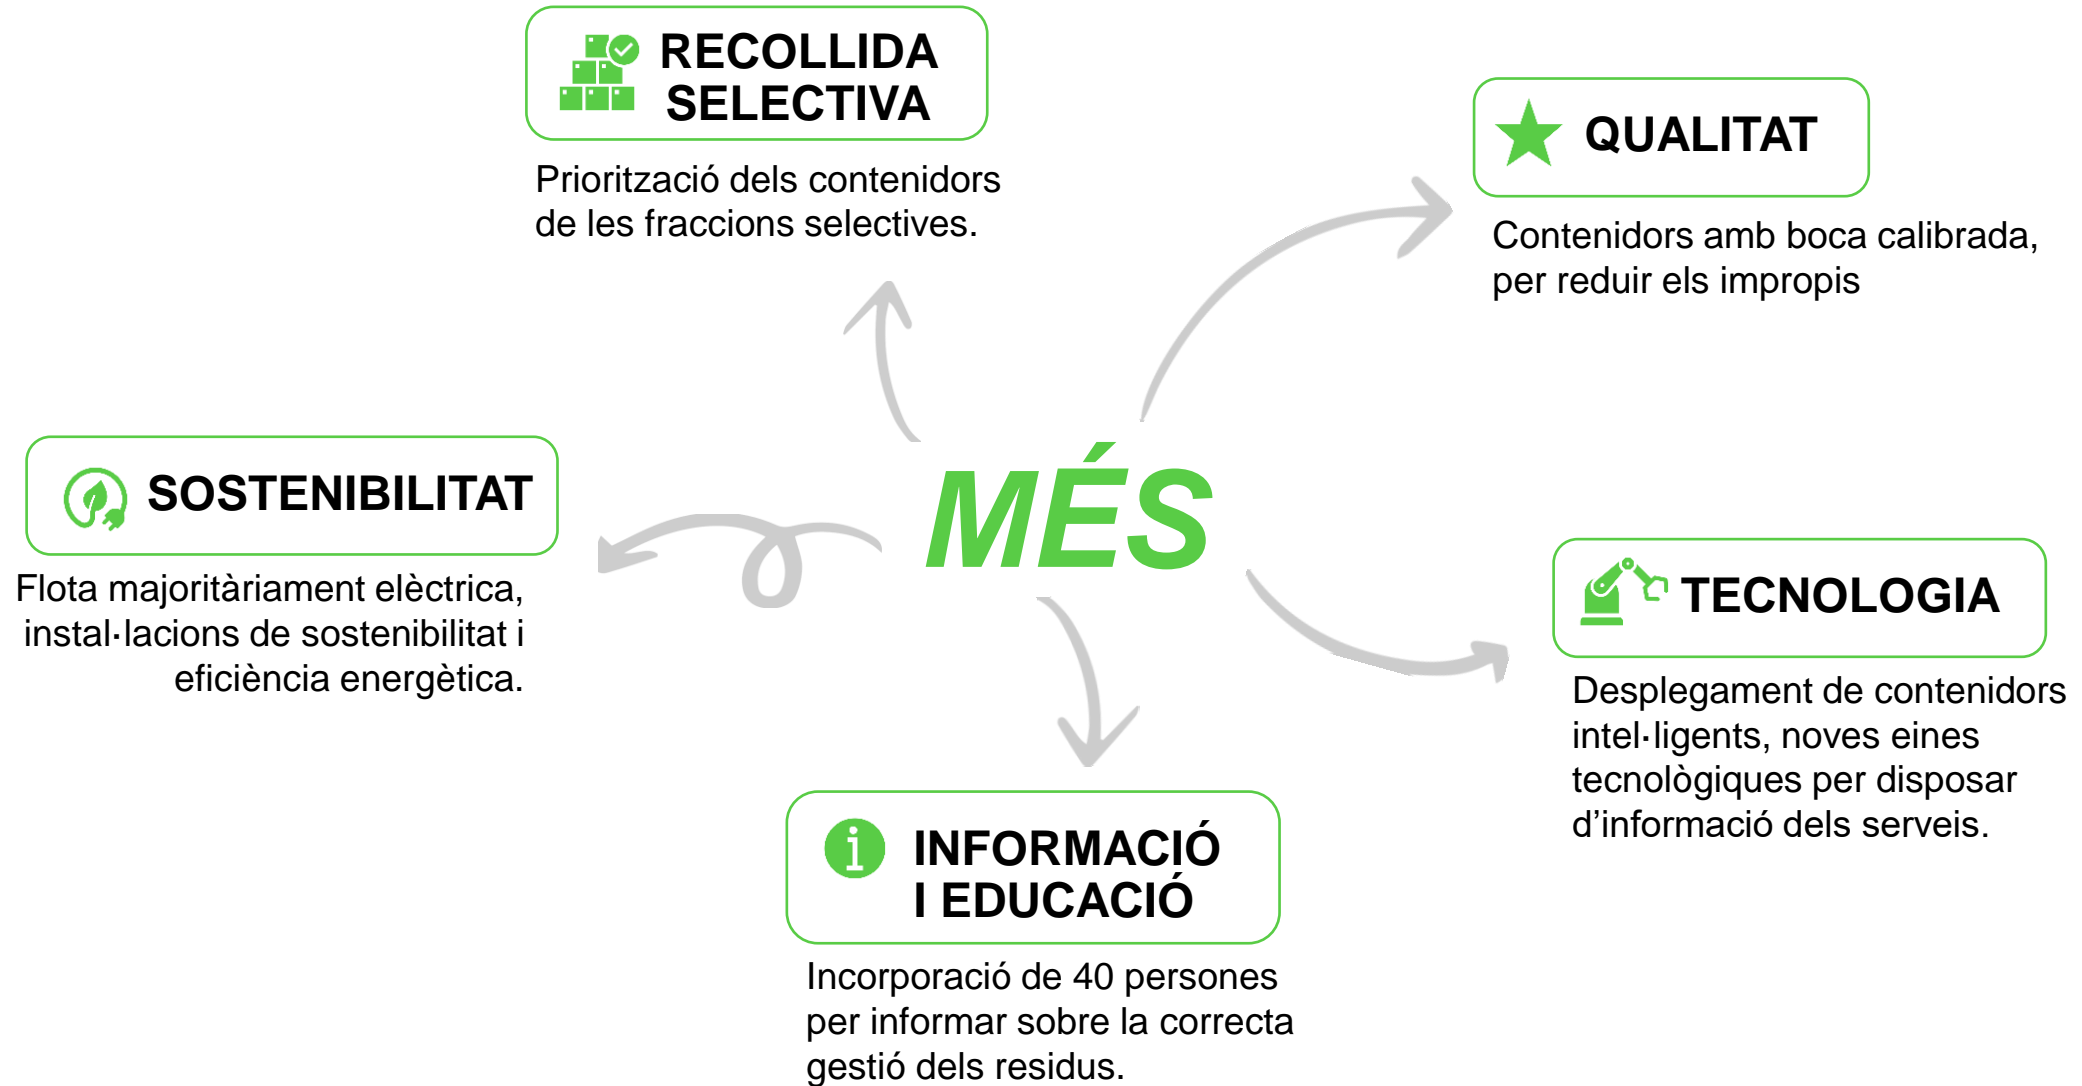 RECOLLIDA
SELECTIVA
Priorització dels contenidors
de les fraccions selectives.
QUALITAT
Contenidors amb boca calibrada,
per reduir els impropis
MÉS
SOSTENIBILITAT
Flota majoritàriament elèctrica,
instal·lacions de sostenibilitat i
eficiència energètica.
TECNOLOGIA
Desplegament de contenidors
intel·ligents, noves eines
tecnològiques per disposar
d’informació dels serveis.
INFORMACIÓ
I EDUCACIÓ
Incorporació de 40 persones
per informar sobre la correcta
gestió dels residus.